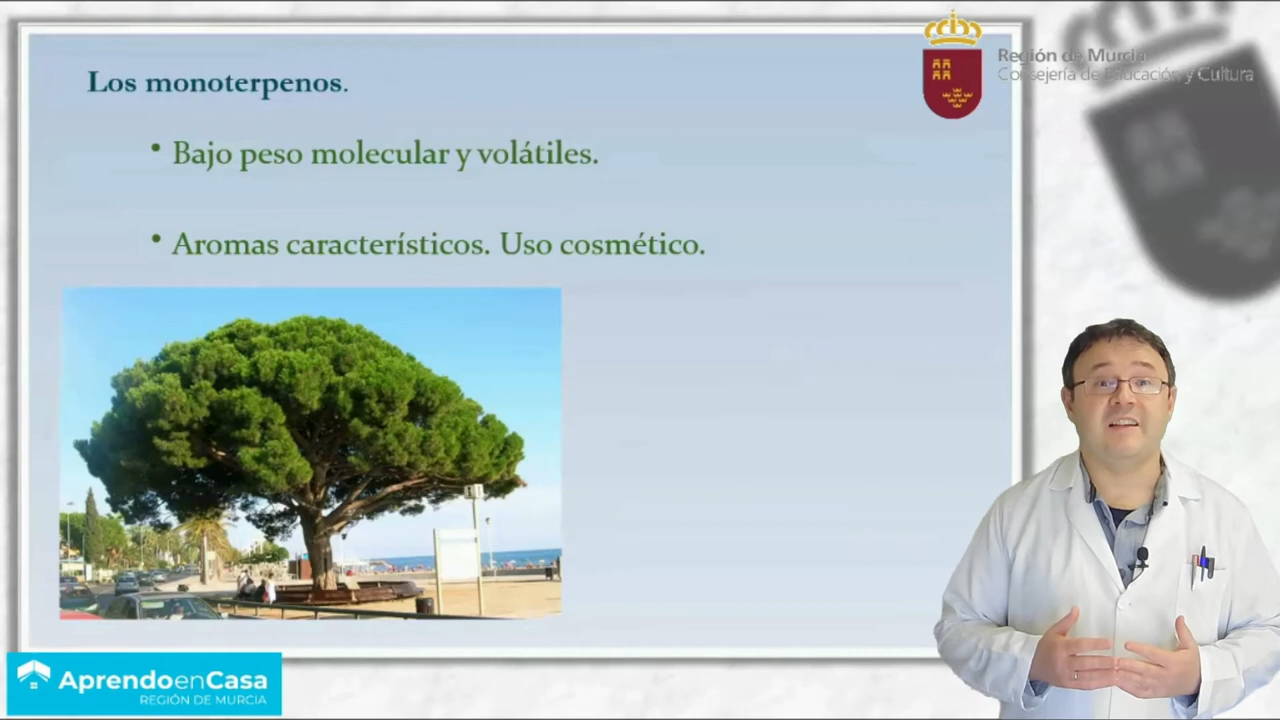 Los monoterpenos.
Región de Murcia
Consejería de Educación y Cultura
• Bajo peso molecular y volátiles.
• Aromas característicos. Uso cosmético.
AprendoenCasa
REGIÓN DE MURCIA